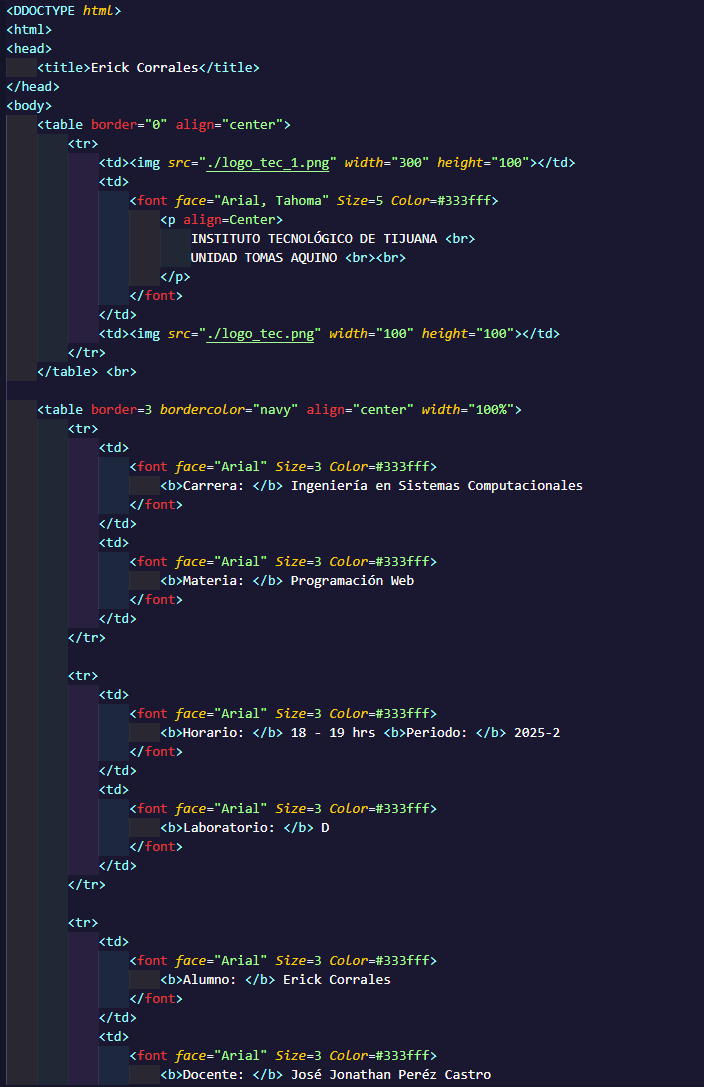 <DDOCTYPE html>
<html>
<head>
    <title>Erick Corrales</title>
</head>
<body>
    <table border="0" align="center">
        <tr>
            <td><img src="./logo_tec_1.png" width="300" height="100"></td>
            <td>
                <font face="Arial, Tahoma" Size=5 Color=#333fff>
                    <p align=Center>
                        INSTITUTO TECNOLÓGICO DE TIJUANA <br>
                        UNIDAD TOMAS AQUINO <br><br>
                    </p>
                </font>
            </td>
            <td><img src="./logo_tec.png" width="100" height="100"></td>
        </tr>
    </table> <br>

    <table border=3 bordercolor="navy" align="center" width="100%">
        <tr>
            <td>
                <font face="Arial" Size=3 Color=#333fff>
                    <b>Carrera: </b> Ingeniería en Sistemas Computacionales
                </font>
            </td>
            <td>
                <font face="Arial" Size=3 Color=#333fff>
                    <b>Materia: </b> Programación Web
                </font>
            </td>
        </tr>

        <tr>
            <td>
                <font face="Arial" Size=3 Color=#333fff>
                    <b>Horario: </b> 18 - 19 hrs <b>Periodo: </b> 2025-2
                </font>
            </td>
            <td>
                <font face="Arial" Size=3 Color=#333fff>
                    <b>Laboratorio: </b> D
                </font>
            </td>
        </tr>

        <tr>
            <td>
                <font face="Arial" Size=3 Color=#333fff>
                    <b>Alumno: </b> Erick Corrales
                </font>
            </td>
            <td>
                <font face="Arial" Size=3 Color=#333fff>
                    <b>Docente: </b> José Jonathan Peréz Castro